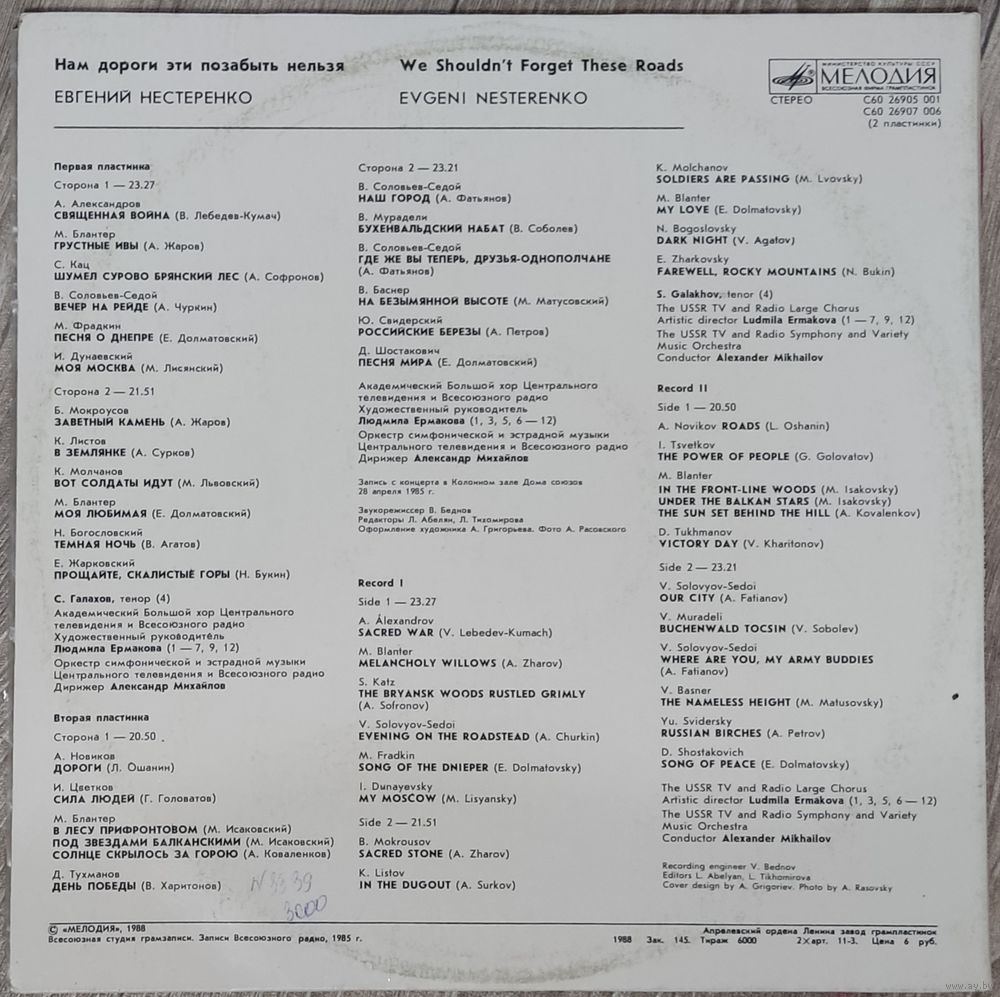 Нам дороги эти позабыть нельзя
ЕВГЕНИЙ НЕСТЕРЕНКО
We Shouldn't Forget These Roads
EVGENI NESTERENKO
МИНИСТЕРСТВО КУЛЬТУРЫ СССР
МЕЛОДИЯ
ВСЕСОЮЗНАЯ ФИРМА ГРАМПЛАСТИНОК
СТЕРЕО
С60 26905 001
С60 26907 006
(2 пластинки)
Первая пластинка
Сторона 1 — 23.27
А. Александров
СВЯЩЕННАЯ ВОЙНА (В. Лебедев-Кумач)
М. Блантер
ГРУСТНЫЕ ИВЫ (А. Жаров)
С. Кац
ШУМЕЛ СУРОВО БРЯНСКИЙ ЛЕС (А. Софронов)
В. Соловьев-Седой
ВЕЧЕР НА РЕЙДЕ (А. Чуркин)
М. Фрадкин
ПЕСНЯ О ДНЕПРЕ (Е. Долматовский)
И. Дунаевский
МОЯ МОСКВА (М. Лисянский)
Сторона 2 — 21.51
Б. Мокроусов
ЗАВЕТНЫЙ КАМЕНЬ (А. Жаров)
К. Листов
В ЗЕМЛЯНКЕ (А. Сурков)
К. Молчанов
ВОТ СОЛДАТЫ ИДУТ (М. Львовский)
М. Блантер
МОЯ ЛЮБИМАЯ (Е. Долматовский)
Н. Богословский
ТЕМНАЯ НОЧЬ (В. Агатов)
Е. Жарковский
ПРОЩАЙТЕ, СКАЛИСТЫЕ ГОРЫ (Н. Букин)
С. Галахов, тенор (4)
Академический Большой хор Центрального
телевидения и Всесоюзного радио
Художественный руководитель
Людмила Ермакова (1 — 7, 9, 12)
Оркестр симфонической и эстрадной музыки
Центрального телевидения и Всесоюзного радио
Дирижер Александр Михайлов
Вторая пластинка
Сторона 1 — 20.50
А. Новиков
ДОРОГИ (Л. Ошанин)
И. Цветков
СИЛА ЛЮДЕЙ (Г. Головатов)
М. Блантер
В ЛЕСУ ПРИФРОНТОВОМ (М. Исаковский)
ПОД ЗВЕЗДАМИ БАЛКАНСКИМИ (М. Исаковский)
СОЛНЦЕ СКРЫЛОСЬ ЗА ГОРОЮ (А. Коваленков)
Д. Тухманов
ДЕНЬ ПОБЕДЫ (В. Харитонов)
3000
Сторона 2 — 23.21
В. Соловьев-Седой
НАШ ГОРОД (А. Фатьянов)
В. Мурадели
БУХЕНВАЛЬДСКИЙ НАБАТ (В. Соболев)
В. Соловьев-Седой
ГДЕ ЖЕ ВЫ ТЕПЕРЬ, ДРУЗЬЯ-ОДНОПОЛЧАНЕ
(А. Фатьянов)
В. Баснер
НА БЕЗЫМЯННОЙ ВЫСОТЕ (М. Матусовский)
Ю. Свидерский
РОССИЙСКИЕ БЕРЕЗЫ (А. Петров)
Д. Шостакович
ПЕСНЯ МИРА (Е. Долматовский)
Академический Большой хор Центрального
телевидения и Всесоюзного радио
Художественный руководитель
Людмила Ермакова (1, 3, 5, 6 — 12)
Оркестр симфонической и эстрадной музыки
Центрального телевидения и Всесоюзного радио
Дирижер Александр Михайлов
Запись с концерта в Колонном зале Дома союзов
28 апреля 1985 г.
Звукорежиссер В. Беднов
Редакторы Л. Абелян, Л. Тихомирова
Оформление художника А. Григорьева. Фото А. Расовского
Record I
Side 1 — 23.27
A. Alexandrov
SACRED WAR (V. Lebedev-Kumach)
M. Blanter
MELANCHOLY WILLOWS (A. Zharov)
S. Katz
THE BRYANSK WOODS RUSTLED GRIMLY
(A. Sofronov)
V. Solovyov-Sedoi
EVENING ON THE ROADSTEAD (A. Churkin)
M. Fradkin
SONG OF THE DNIEPER (E. Dolmatovsky)
I. Dunayevsky
MY MOSCOW (M. Lisyansky)
Side 2 — 21.51
B. Mokrousov
SACRED STONE (A. Zharov)
K. Listov
IN THE DUGOUT (A. Surkov)
K. Molchanov
SOLDIERS ARE PASSING (M. Lvovsky)
M. Blanter
MY LOVE (E. Dolmatovsky)
N. Bogoslovsky
DARK NIGHT (V. Agatov)
E. Zharkovsky
FAREWELL, ROCKY MOUNTAINS (N. Bukin)
S. Galakhov, tenor (4)
The USSR TV and Radio Large Chorus
Artistic director Ludmila Ermakova (1 — 7, 9, 12)
The USSR TV and Radio Symphony and Variety
Music Orchestra
Conductor Alexander Mikhailov
Record II
Side 1 — 20.50
A. Novikov ROADS (L. Oshanin)
I. Tsvetkov
THE POWER OF PEOPLE (G. Golovatov)
M. Blanter
IN THE FRONT-LINE WOODS (M. Isakovsky)
UNDER THE BALKAN STARS (M. Isakovsky)
THE SUN SET BEHIND THE HILL (A. Kovalenkov)
D. Tukhmanov
VICTORY DAY (V. Kharitonov)
Side 2 — 23.21
V. Solovyov-Sedoi
OUR CITY (A. Fatianov)
V. Muradeli
BUCHENWALD TOCSIN (V. Sobolev)
V. Solovyov-Sedoi
WHERE ARE YOU, MY ARMY BUDDIES
(A. Fatianov)
V. Basner
THE NAMELESS HEIGHT (M. Matusovsky)
Yu. Svidersky
RUSSIAN BIRCHES (A. Petrov)
D. Shostakovich
SONG OF PEACE (E. Dolmatovsky)
The USSR TV and Radio Large Chorus
Artistic director Ludmila Ermakova (1, 3, 5, 6 — 12)
The USSR TV and Radio Symphony and Variety
Music Orchestra
Conductor Alexander Mikhailov
Recording engineer V. Bednov
Editors L. Abelyan, L. Tikhomirova
Cover design by A. Grigoriev. Photo by A. Rasovsky
© «МЕЛОДИЯ», 1988
Всесоюзная студия грамзаписи. Записи Всесоюзного радио, 1985 г.
Апрелевский ордена Ленина завод грампластинок
1988 Зак. 145. Тираж 6000 2×арт. 11-3. Цена 6 руб.
www.ay.by